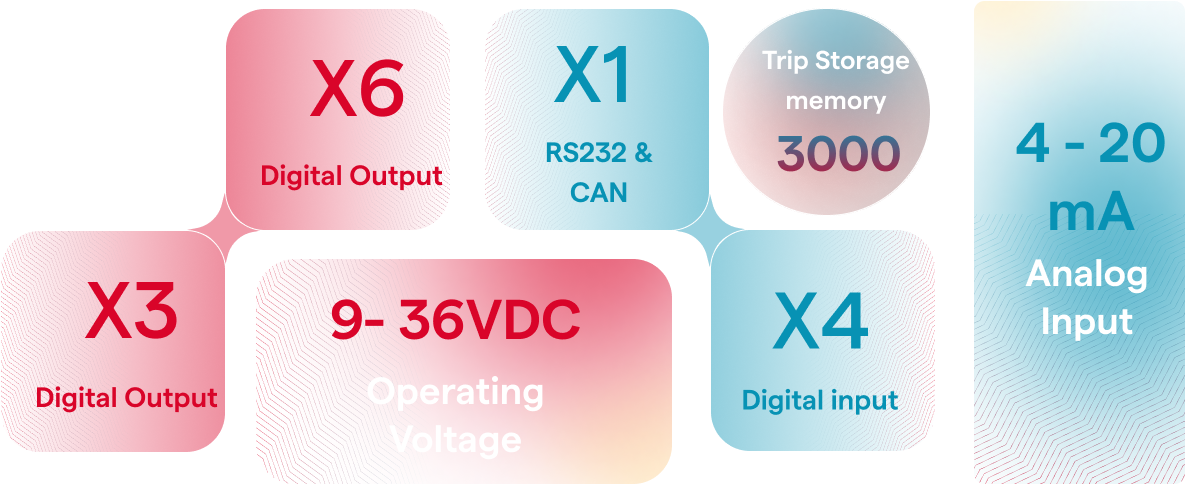 X6
Digital Output
X1
RS232 &
CAN
Trip Storage
memory
3000
4 - 20
mA
Analog
Input
X3
Digital Output
9- 36VDC
Operating
Voltage
X4
Digital input